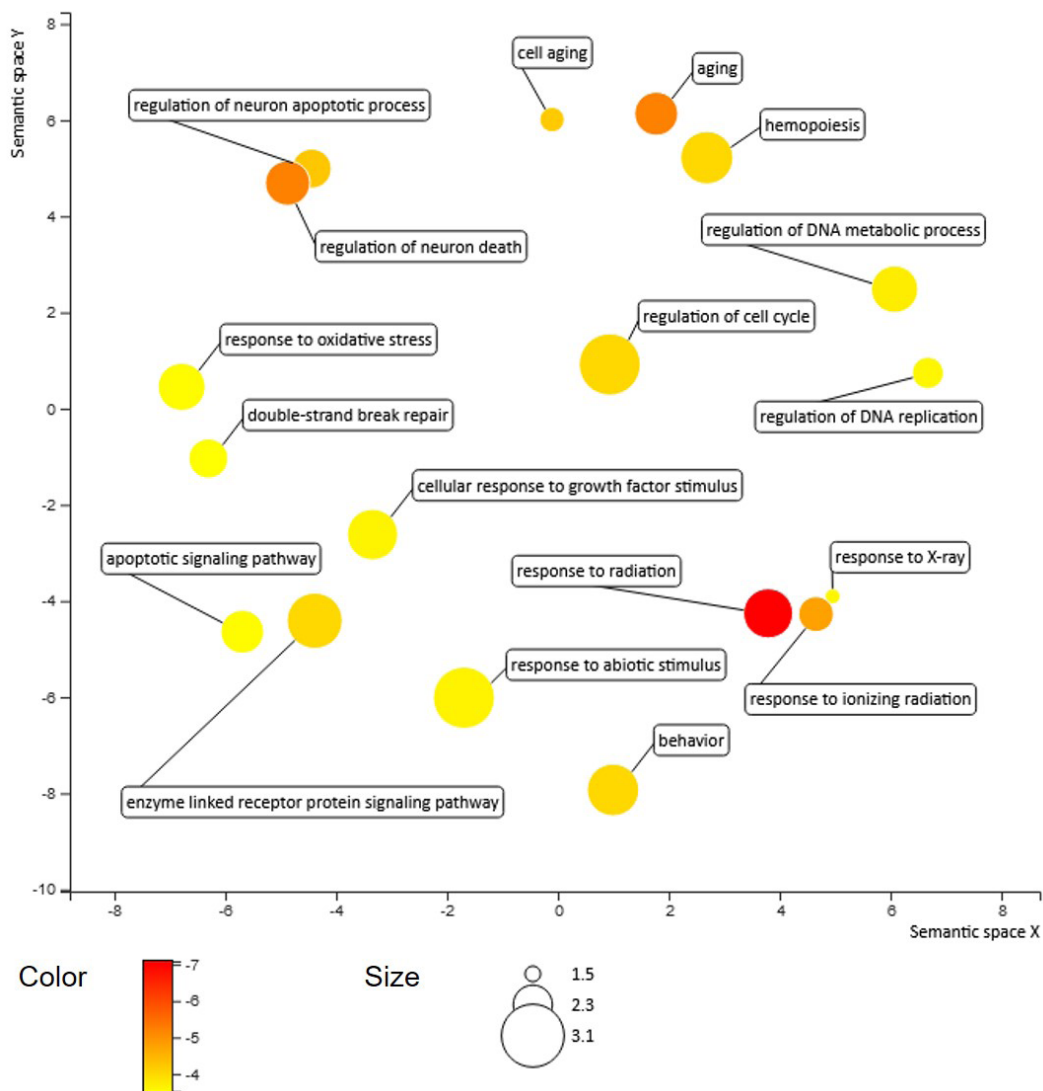 Semantic space Y
8
6
4
2
0
-2
-4
-6
-8
-10
cell aging
aging
regulation of neuron apoptotic process
hemopoiesis
regulation of neuron death
regulation of DNA metabolic process
regulation of cell cycle
response to oxidative stress
double-strand break repair
regulation of DNA replication
cellular response to growth factor stimulus
apoptotic signaling pathway
response to X-ray
response to radiation
response to abiotic stimulus
response to ionizing radiation
behavior
enzyme linked receptor protein signaling pathway
-8
-6
-4
-2
0
2
4
6
8
Semantic space X
Color
-7
-6
-5
-4
Size
1.5
2.3
3.1